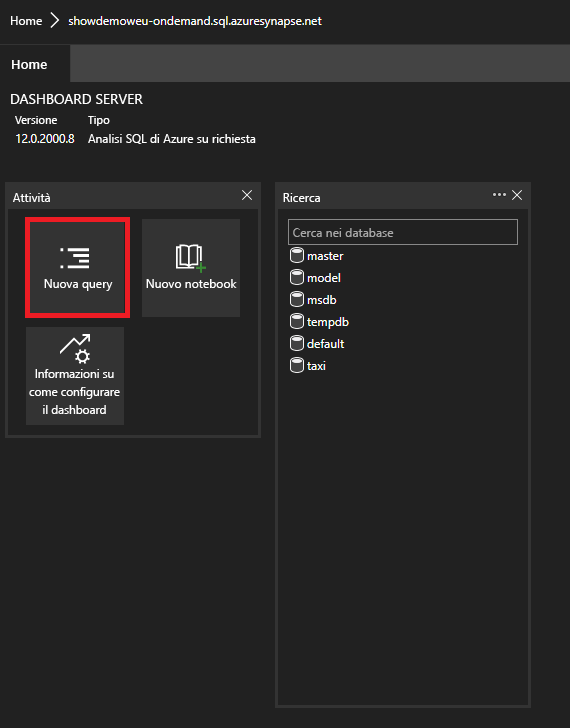 Home > showdemoweu-ondemand.sql.azuresynapse.net
Home
DASHBOARD SERVER
Versione Tipo
12.0.2000.8 Analisi SQL di Azure su richiesta
Attività
Nuova query
Nuovo notebook
Informazioni su
come configurare
il dashboard
Ricerca
Cerca nei database
master
model
msdb
tempdb
default
taxi